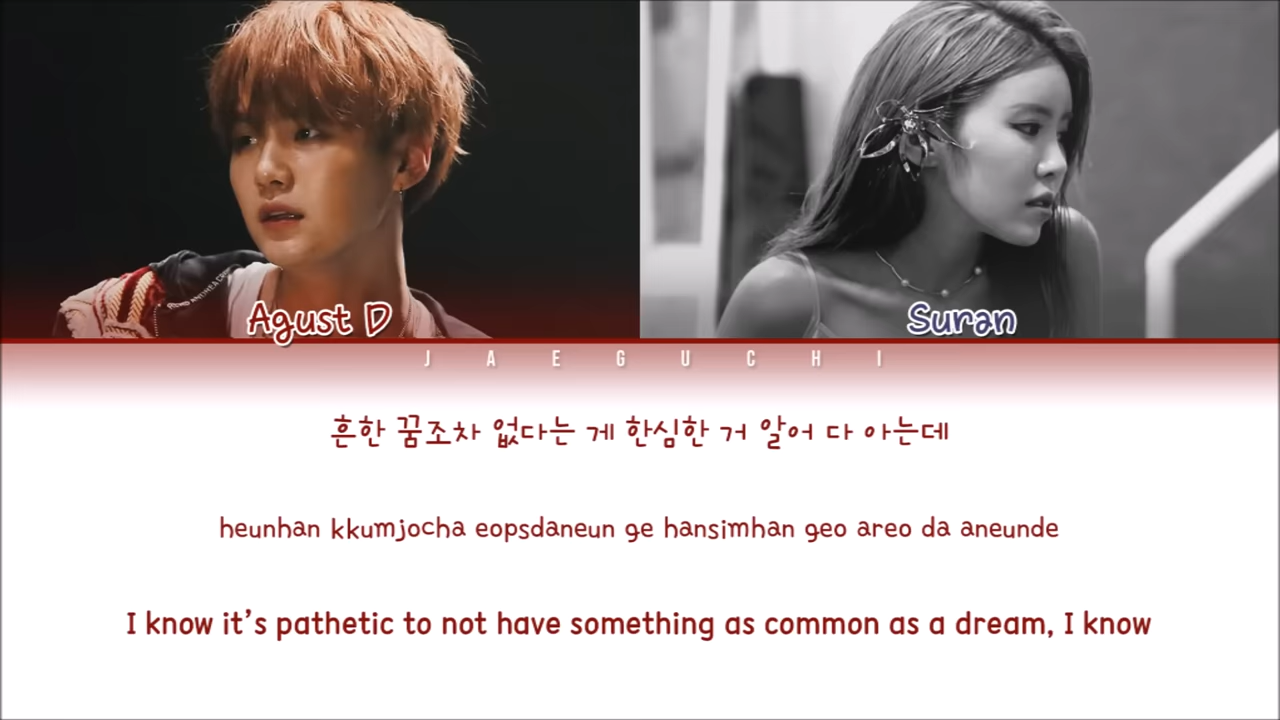 Agust D
Suran
JAEGUCHI
흔한 꿈조차 없다는 게 한심한 거 알어 다 아는데
heunhan kkumjocha eopsdaneun ge hansimhan geo areo da aneunde
I know it's pathetic to not have something as common as a dream, I know